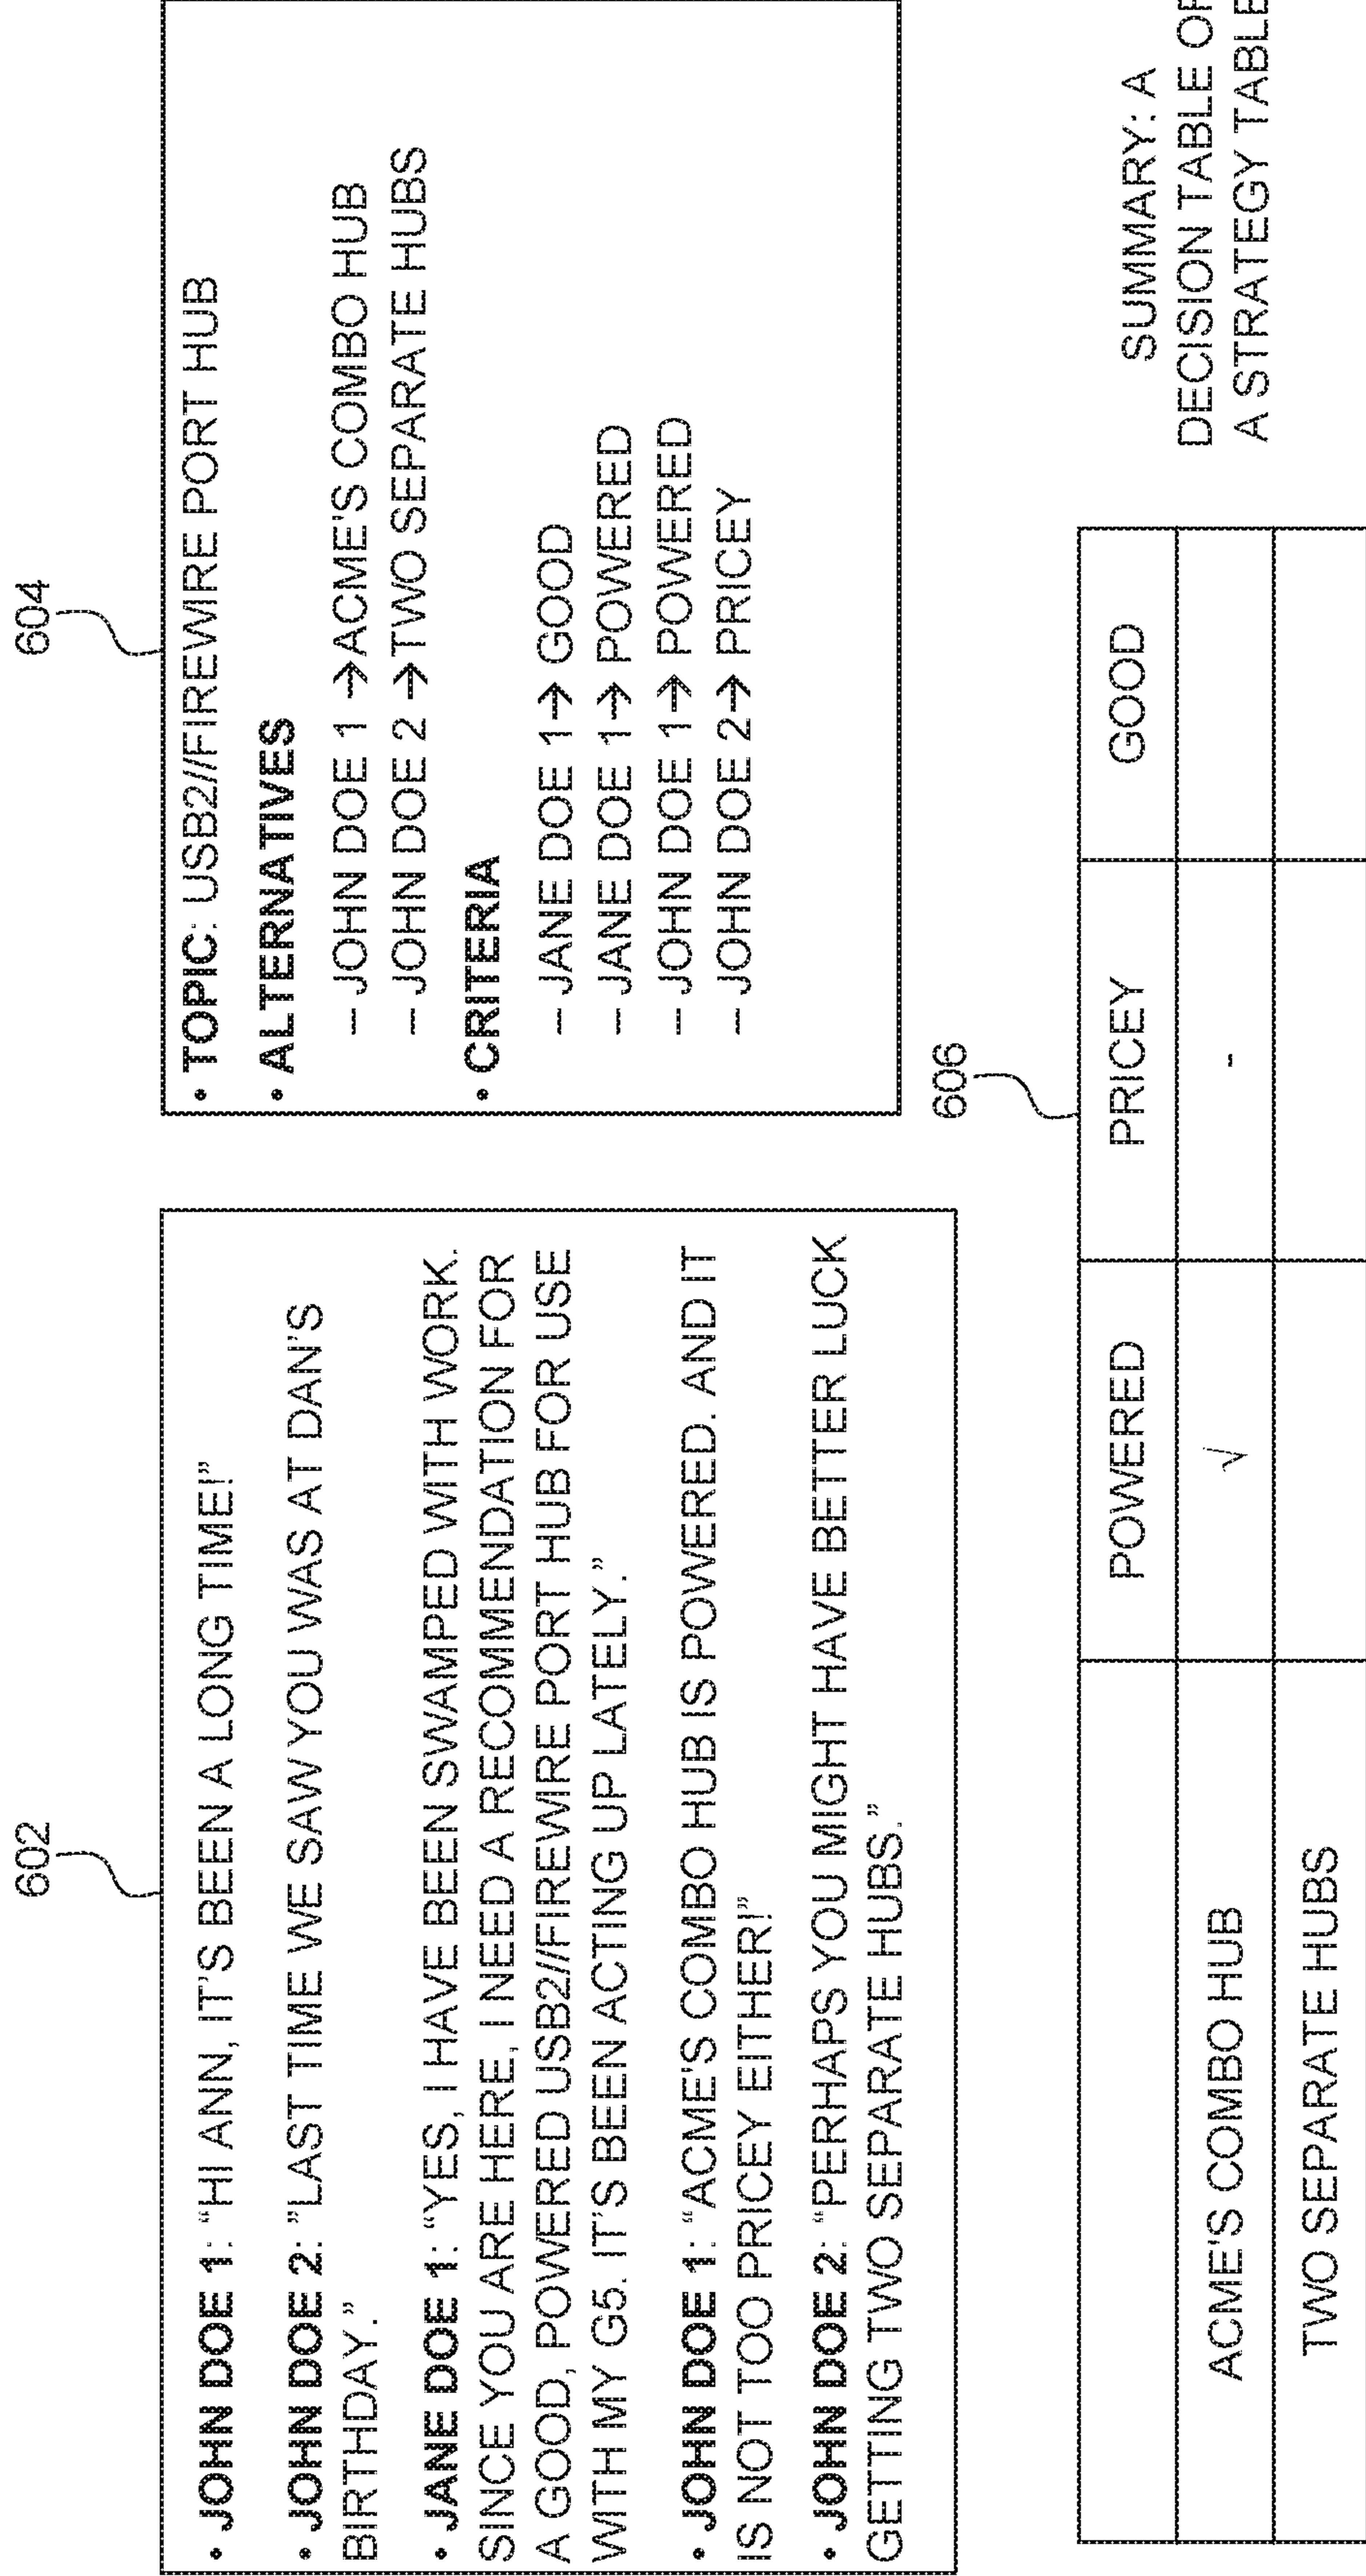 602
• JOHN DOE 1: “HI ANN, IT'S BEEN A LONG TIME!”
• JOHN DOE 2: ”LAST TIME WE SAW YOU WAS AT DAN'S
BIRTHDAY.”
• JANE DOE 1: “YES, I HAVE BEEN SWAMPED WITH WORK.
SINCE YOU ARE HERE, I NEED A RECOMMENDATION FOR
A GOOD, POWERED USB2//FIREWIRE PORT HUB FOR USE
WITH MY G5. IT'S BEEN ACTING UP LATELY.”
• JOHN DOE 1: “ACME'S COMBO HUB IS POWERED. AND IT
IS NOT TOO PRICEY EITHER!”
• JOHN DOE 2: “PERHAPS YOU MIGHT HAVE BETTER LUCK
GETTING TWO SEPARATE HUBS.”
604
• TOPIC: USB2//FIREWIRE PORT HUB
• ALTERNATIVES
– JOHN DOE 1 →ACME'S COMBO HUB
– JOHN DOE 2 →TWO SEPARATE HUBS
• CRITERIA
– JANE DOE 1→ GOOD
– JANE DOE 1→ POWERED
– JOHN DOE 1→ POWERED
– JOHN DOE 2→ PRICEY
606
POWERED PRICEY GOOD
ACME'S COMBO HUB √ -
TWO SEPARATE HUBS
SUMMARY: A
DECISION TABLE OR
A STRATEGY TABLE